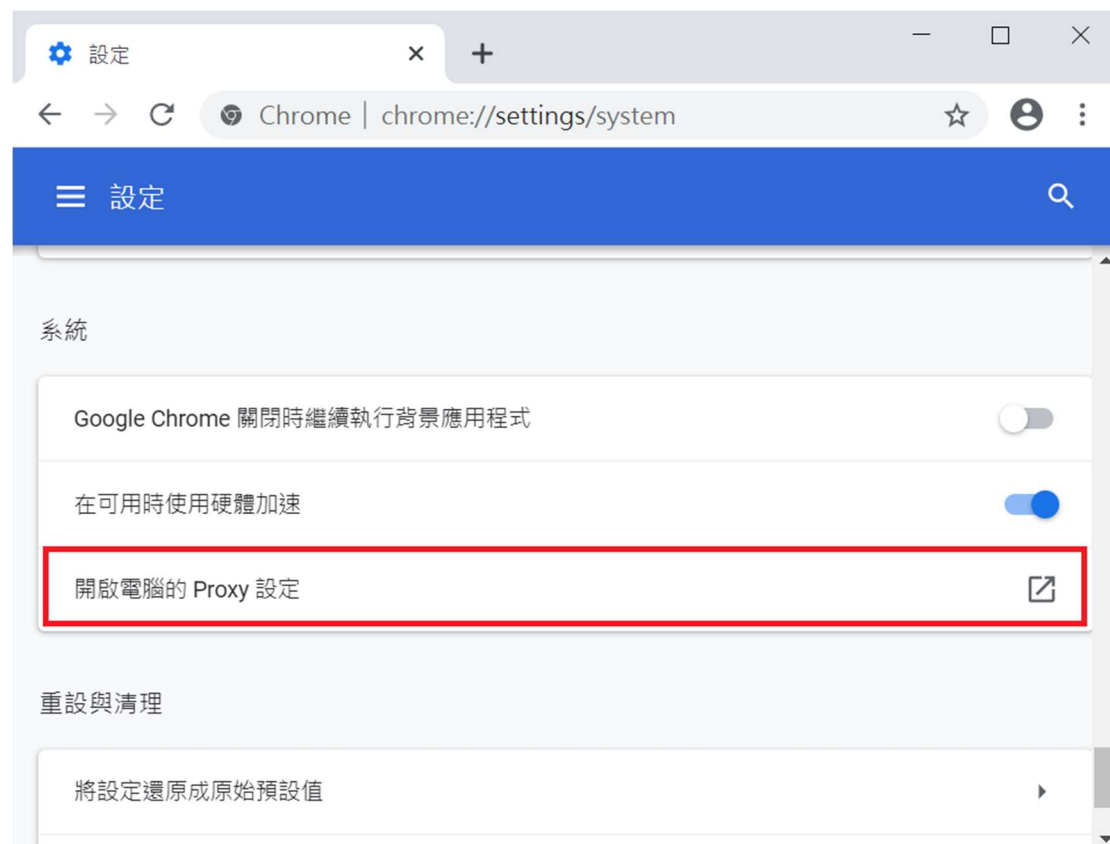 設定
Chrome | chrome://settings/system
設定
系統
Google Chrome 關閉時繼續執行背景應用程式
在可用時使用硬體加速
開啟電腦的 Proxy 設定
重設與清理
將設定還原成原始預設值